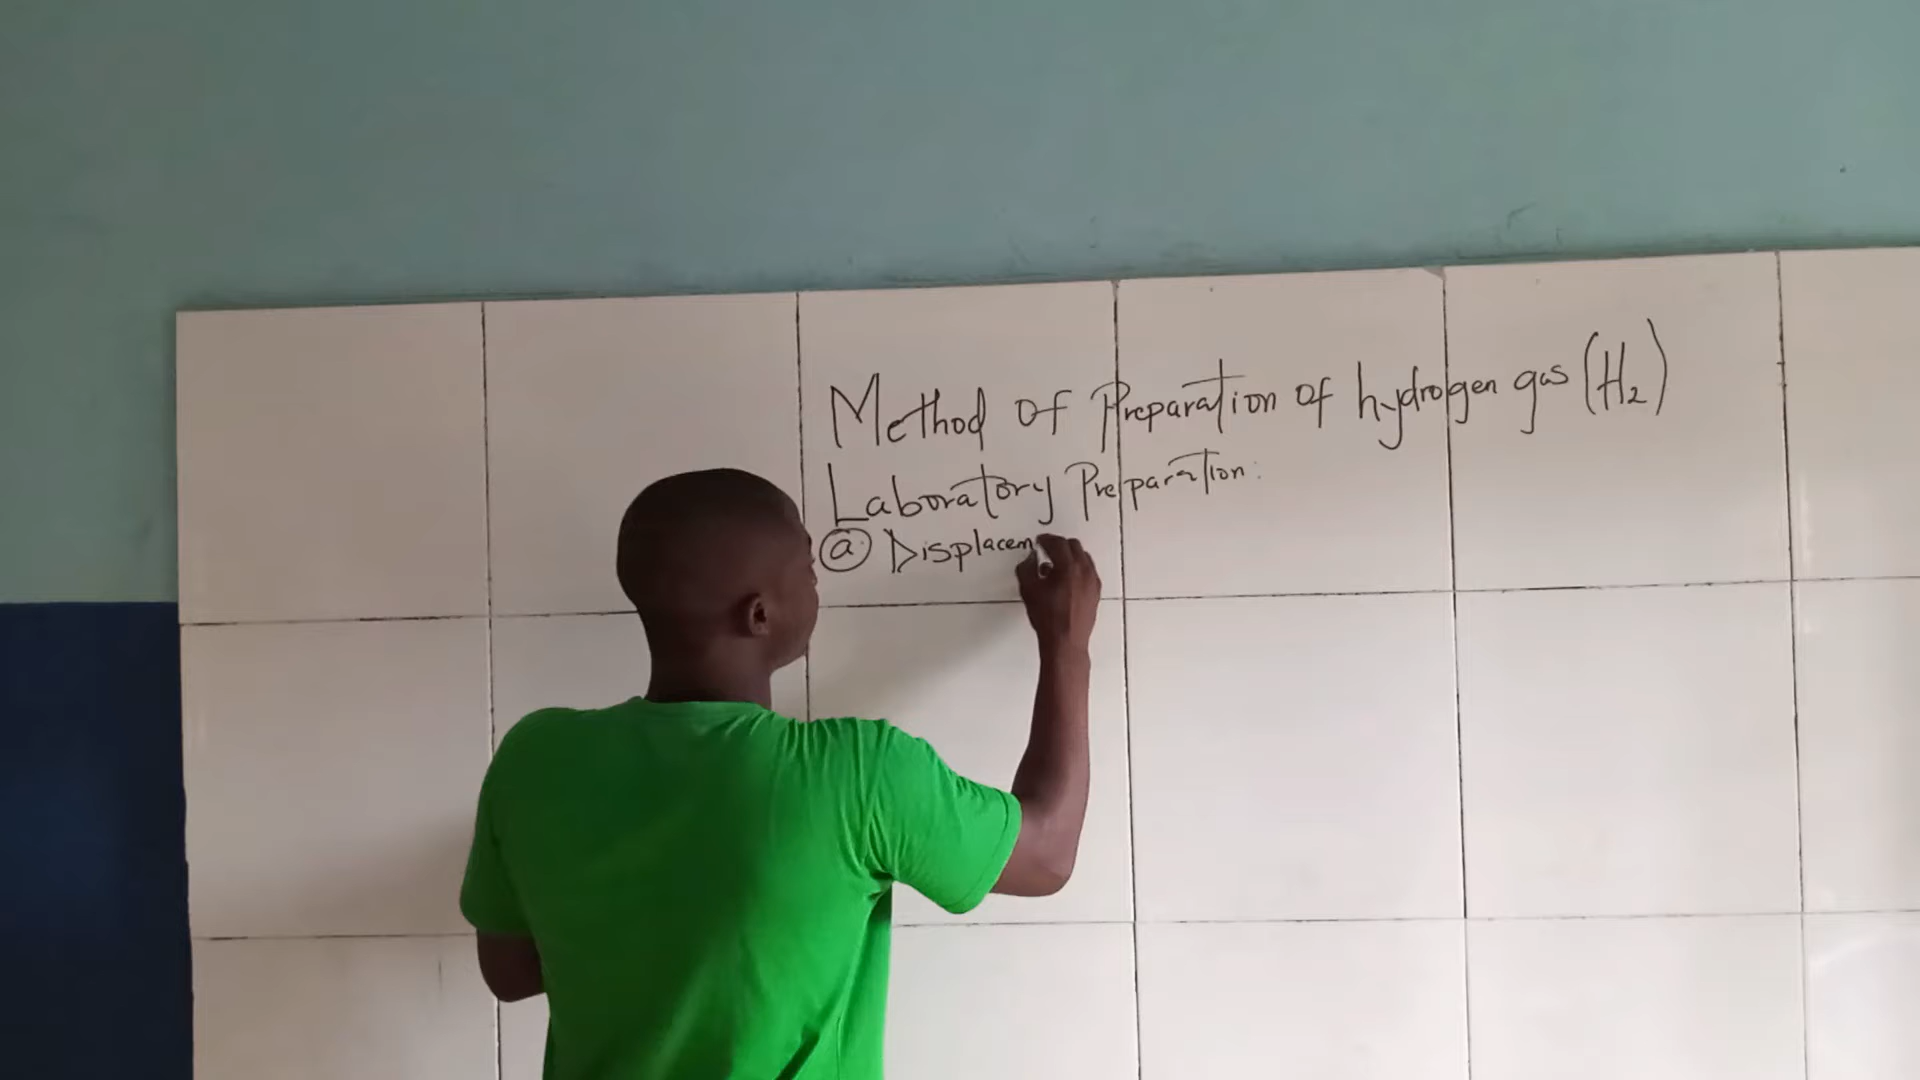 Method of Preparation of hydrogen gas (H₂)
Laboratory Preparation:
ⓐ Displacem